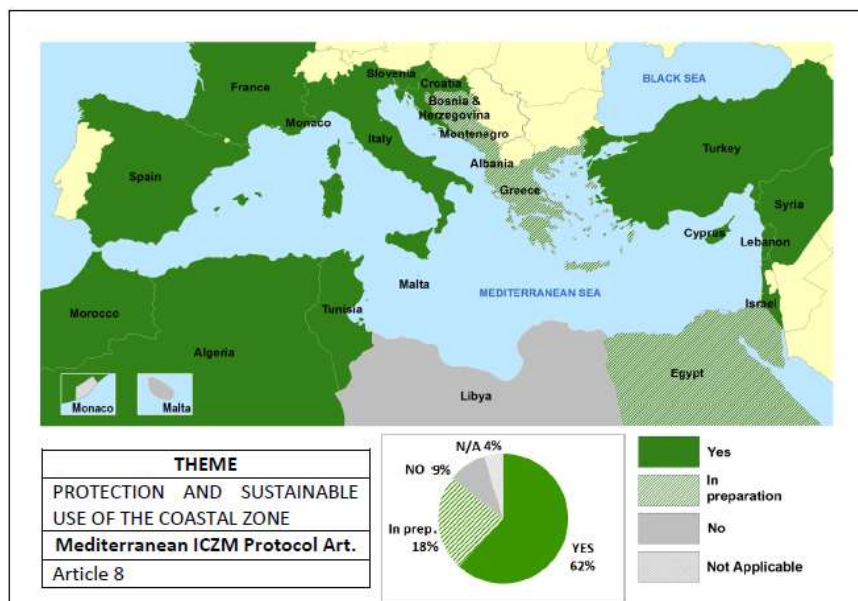 BLACK SEA
Slovenia
Croatia
France
Bosnia &
Herzegovina
Monaco
Montenegro
Italy
Turkey
Albania
Spain
Greece
Syria
Cyprus
Lebanon
Malta
MEDITERRANEAN SEA
Israel
Morocco
Tunisia
Algeria
Egypt
Libya
Monaco
Malta
THEME
PROTECTION AND SUSTAINABLE
USE OF THE COASTAL ZONE
Mediterranean ICZM Protocol Art.
Article 8
N/A 4%
NO 9%
In prep.
18%
YES
62%
Yes
In
preparation
No
Not Applicable